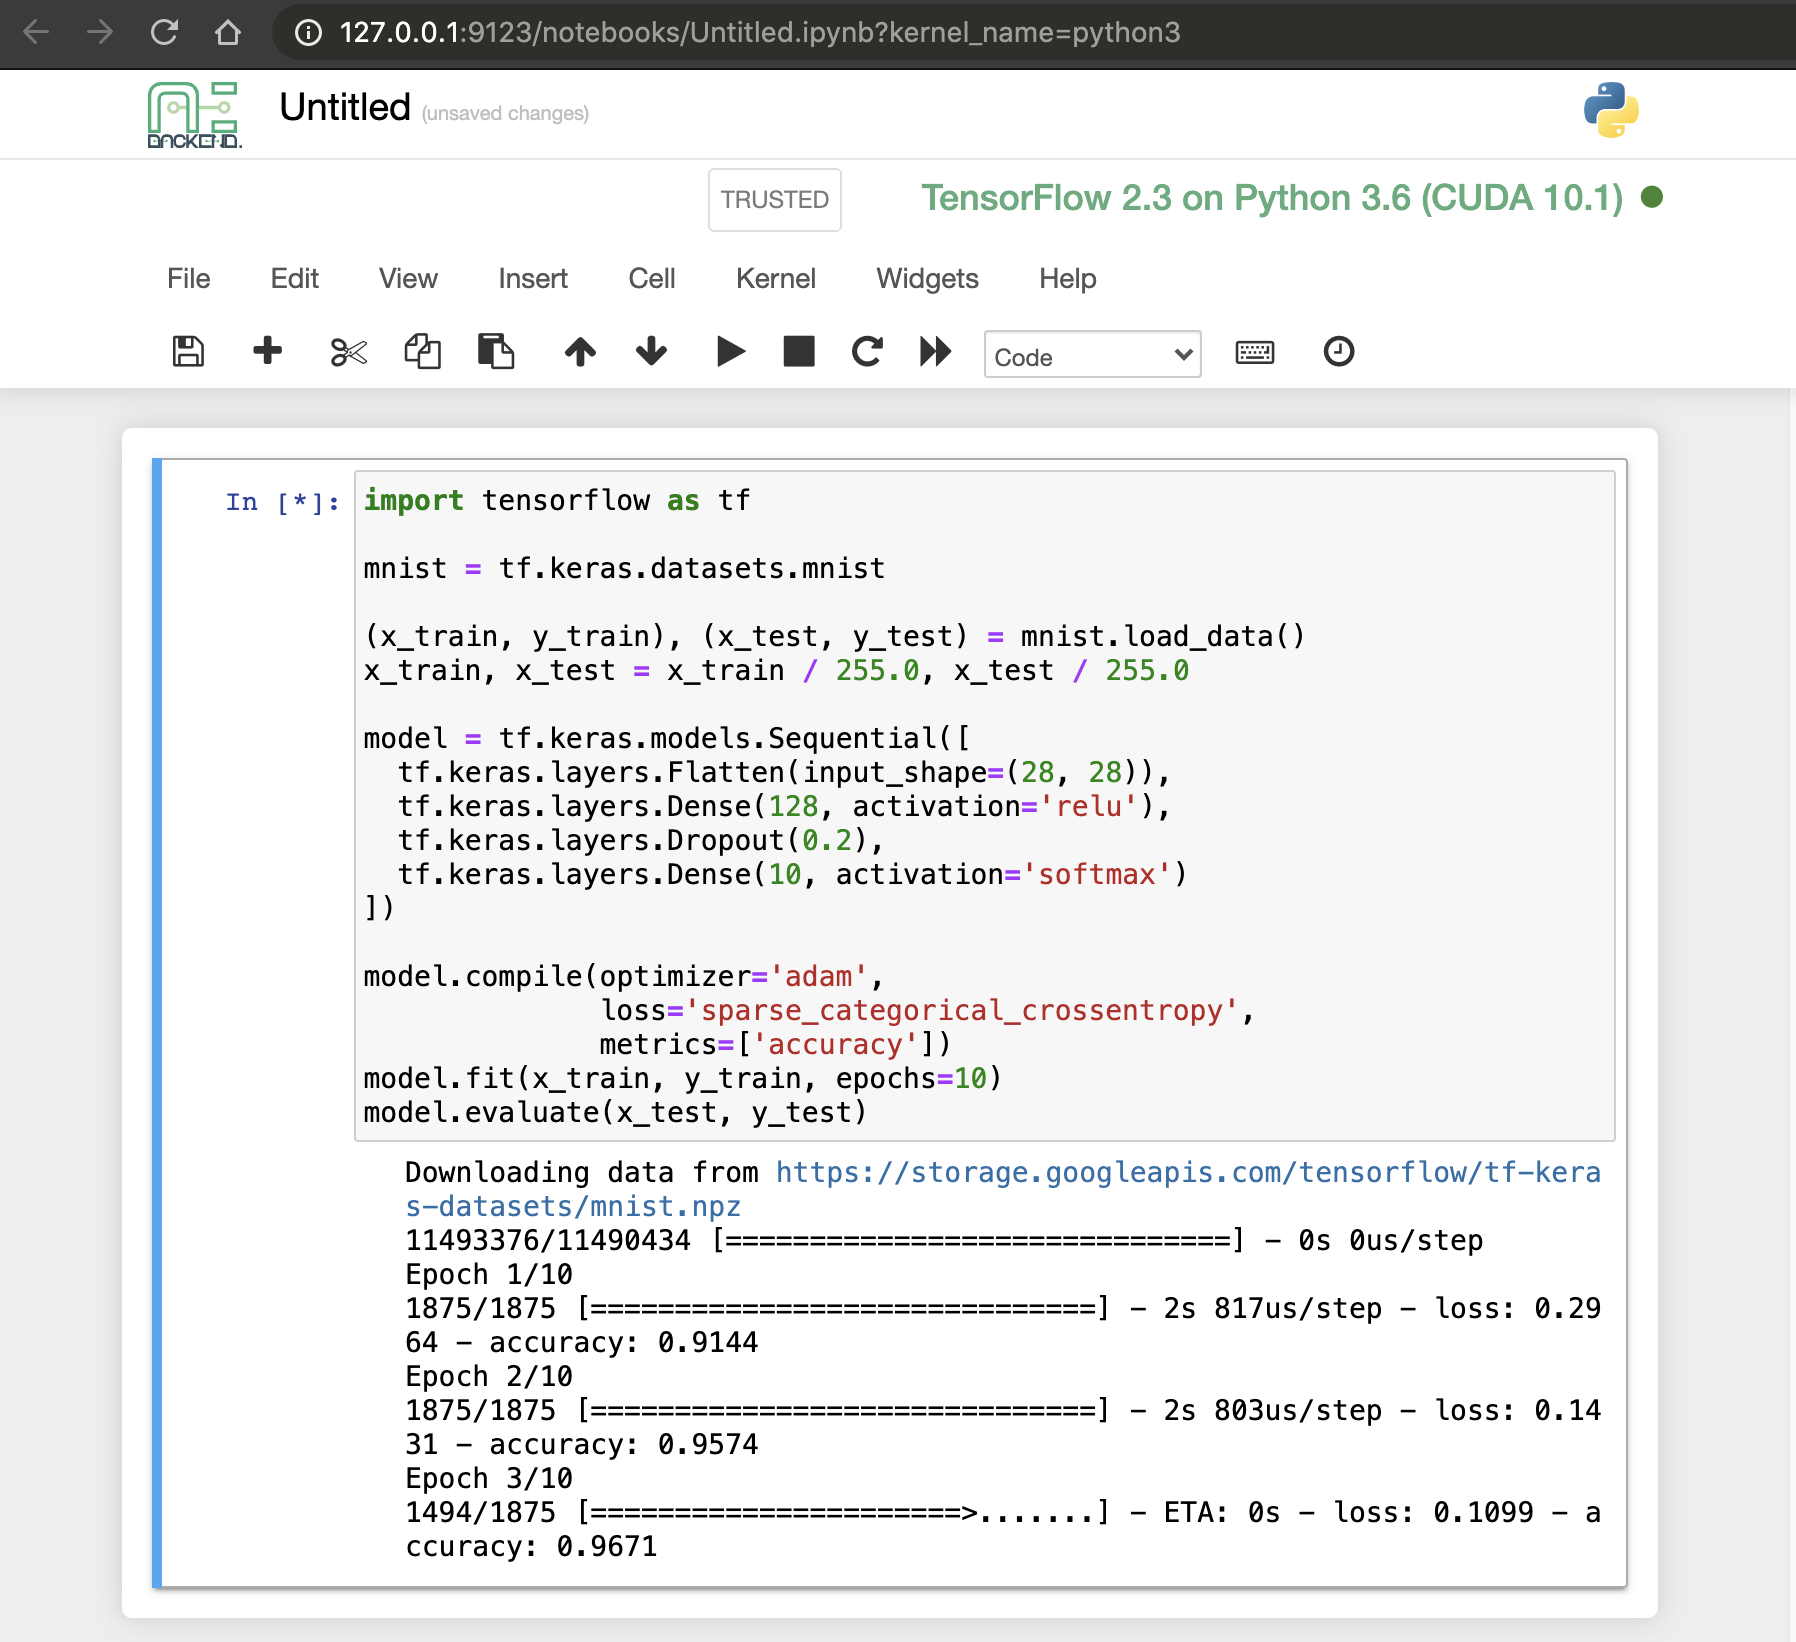 127.0.0.1:9123/notebooks/Untitled.ipynb?kernel_name=python3
BACKEND.AI
Untitled (unsaved changes)
TRUSTED
TensorFlow 2.3 on Python 3.6 (CUDA 10.1)
File Edit View Insert Cell Kernel Widgets Help
Code
In [*]:
import tensorflow as tf
mnist = tf.keras.datasets.mnist
(x_train, y_train), (x_test, y_test) = mnist.load_data()
x_train, x_test = x_train / 255.0, x_test / 255.0
model = tf.keras.models.Sequential([
  tf.keras.layers.Flatten(input_shape=(28, 28)),
  tf.keras.layers.Dense(128, activation='relu'),
  tf.keras.layers.Dropout(0.2),
  tf.keras.layers.Dense(10, activation='softmax')
])
model.compile(optimizer='adam',
              loss='sparse_categorical_crossentropy',
              metrics=['accuracy'])
model.fit(x_train, y_train, epochs=10)
model.evaluate(x_test, y_test)
Downloading data from https://storage.googleapis.com/tensorflow/tf-kera
s-datasets/mnist.npz
11493376/11490434 [==============================] - 0s 0us/step
Epoch 1/10
1875/1875 [==============================] - 2s 817us/step - loss: 0.29
64 - accuracy: 0.9144
Epoch 2/10
1875/1875 [==============================] - 2s 803us/step - loss: 0.14
31 - accuracy: 0.9574
Epoch 3/10
1494/1875 [======================>.......] - ETA: 0s - loss: 0.1099 - a
ccuracy: 0.9671